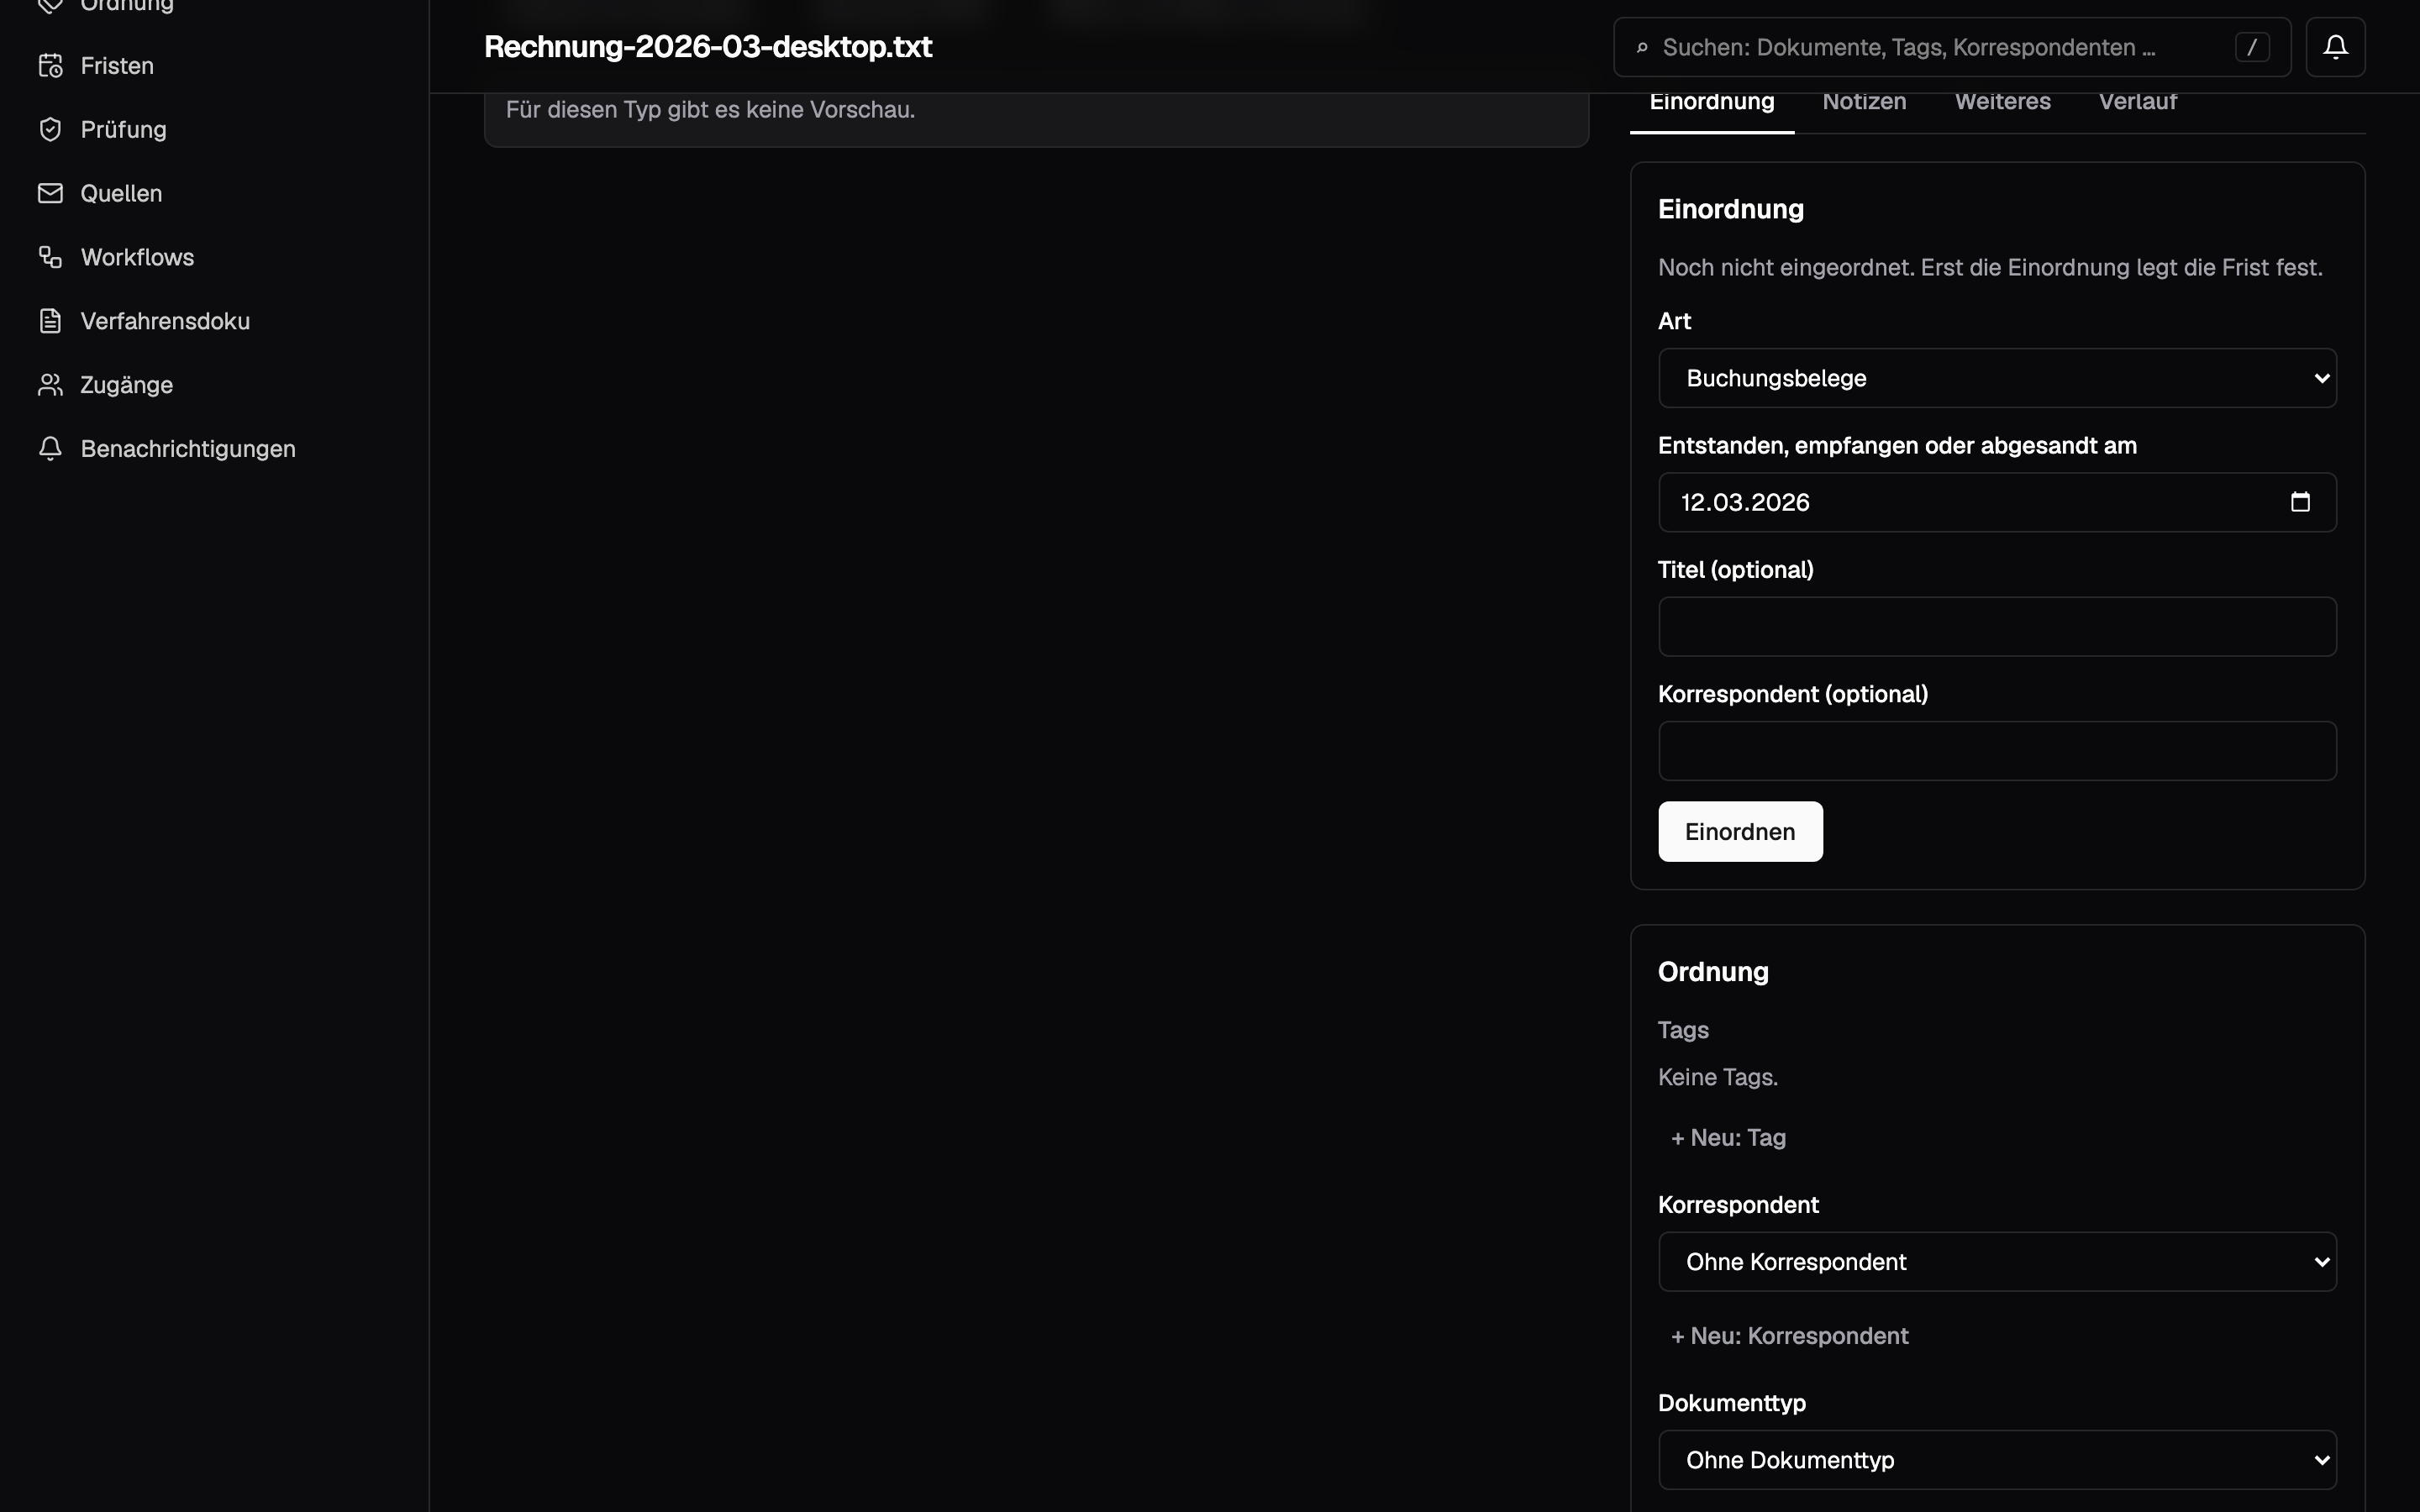 Ordnung
Fristen
Prüfung
Quellen
Workflows
Verfahrensdoku
Zugänge
Benachrichtigungen
Rechnung-2026-03-desktop.txt
Suchen: Dokumente, Tags, Korrespondenten ...
/
Für diesen Typ gibt es keine Vorschau.
Einordnung
Notizen
Weiteres
Verlauf
Einordnung
Noch nicht eingeordnet. Erst die Einordnung legt die Frist fest.
Art
Buchungsbelege
Entstanden, empfangen oder abgesandt am
12.03.2026
Titel (optional)
Korrespondent (optional)
Einordnen
Ordnung
Tags
Keine Tags.
+ Neu: Tag
Korrespondent
Ohne Korrespondent
+ Neu: Korrespondent
Dokumenttyp
Ohne Dokumenttyp